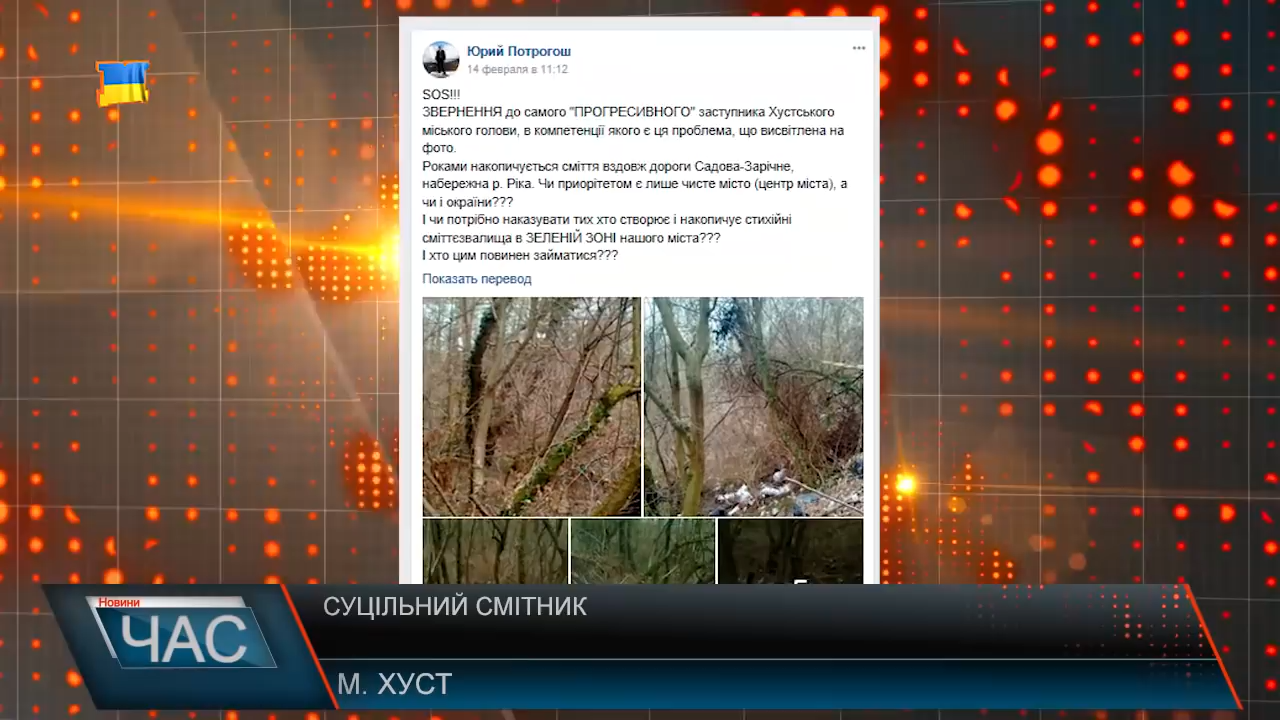 Юрий Потрогош
14 февраля в 11:12
SOS!!!
ЗВЕРНЕННЯ до самого "ПРОГРЕСИВНОГО" заступника Хустського
міського голови, в компетенції якого є ця проблема, що висвітлена на
фото.
Роками накопичується сміття вздовж дороги Садова-Зарічне,
набережна р. Ріка. Чи приорітетом є лише чисте місто (центр міста), а
чи і окраїни???
І чи потрібно наказувати тих хто створює і накопичує стихійні
сміттєзвалища в ЗЕЛЕНІЙ ЗОНІ нашого міста???
І хто цим повинен займатися???
Показать перевод
Новини
ЧАС
СУЦІЛЬНИЙ СМІТНИК
М. ХУСТ